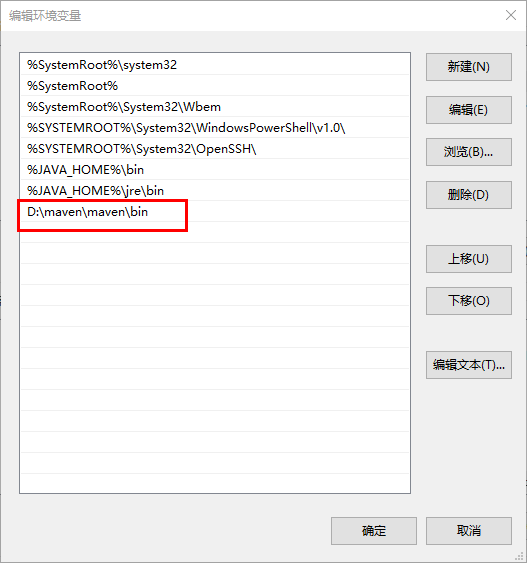 编辑环境变量
%SystemRoot%\system32
%SystemRoot%
%SystemRoot%\System32\Wbem
%SYSTEMROOT%\System32\WindowsPowerShell\v1.0\
%SYSTEMROOT%\System32\OpenSSH\
%JAVA_HOME%\bin
%JAVA_HOME%\jre\bin
D:\maven\maven\bin
新建(N)
编辑(E)
浏览(B)...
删除(D)
上移(U)
下移(O)
编辑文本(T)...
确定
取消